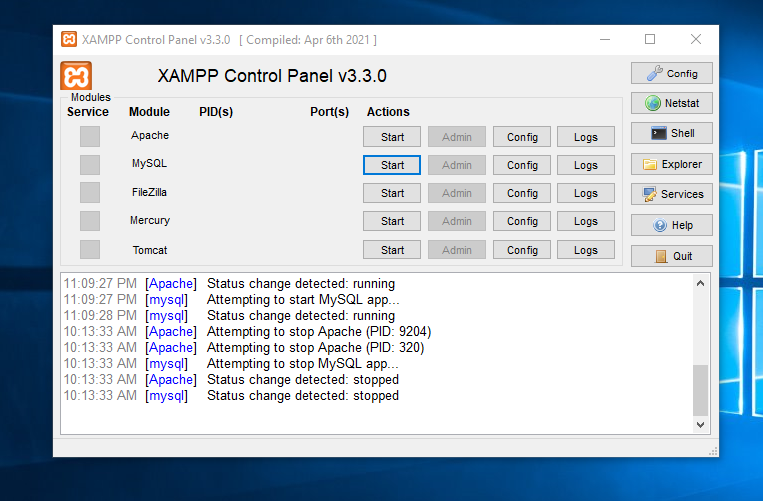 XAMPP Control Panel v3.3.0 [ Compiled: Apr 6th 2021 ]
XAMPP Control Panel v3.3.0
Config
Modules
Service Module PID(s) Port(s) Actions
Netstat
Apache Start Admin Config Logs
Shell
MySQL Start Admin Config Logs
Explorer
FileZilla Start Admin Config Logs
Services
Mercury Start Admin Config Logs
Help
Tomcat Start Admin Config Logs
Quit
11:09:27 PM [Apache] Status change detected: running
11:09:27 PM [mysql] Attempting to start MySQL app...
11:09:28 PM [mysql] Status change detected: running
10:13:33 AM [Apache] Attempting to stop Apache (PID: 9204)
10:13:33 AM [Apache] Attempting to stop Apache (PID: 320)
10:13:33 AM [mysql] Attempting to stop MySQL app...
10:13:33 AM [Apache] Status change detected: stopped
10:13:33 AM [mysql] Status change detected: stopped